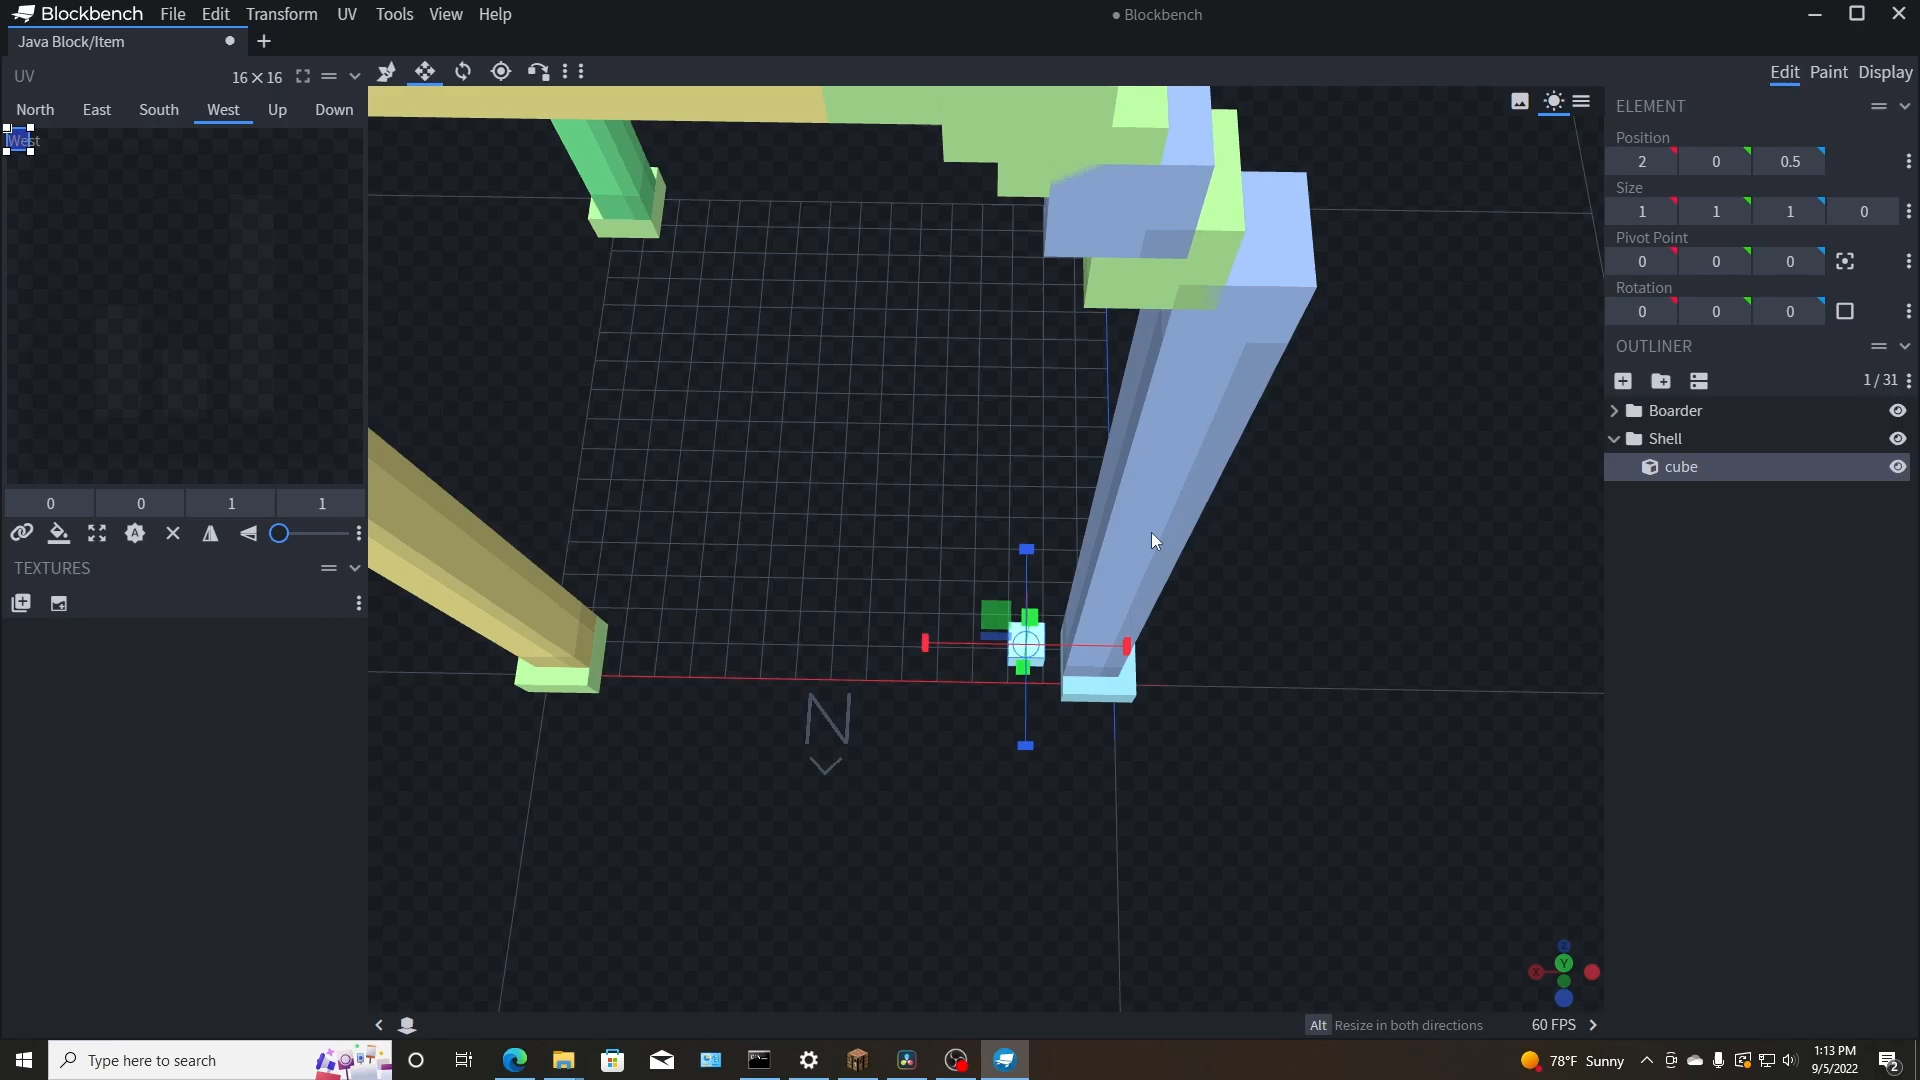 Blockbench File Edit Transform UV Tools View Help
● Blockbench
Java Block/Item
UV 16×16
Edit Paint Display
North East South West Up Down
West
0 0 1 1
TEXTURES
N
X Y Z
ELEMENT
Position
2 0 0.5
Size
1 1 1 0
Pivot Point
0 0 0
Rotation
0 0 0
OUTLINER
1 / 31
Boarder
Shell
cube
Alt Resize in both directions 60 FPS
Type here to search
78°F Sunny
1:13 PM
9/5/2022
2